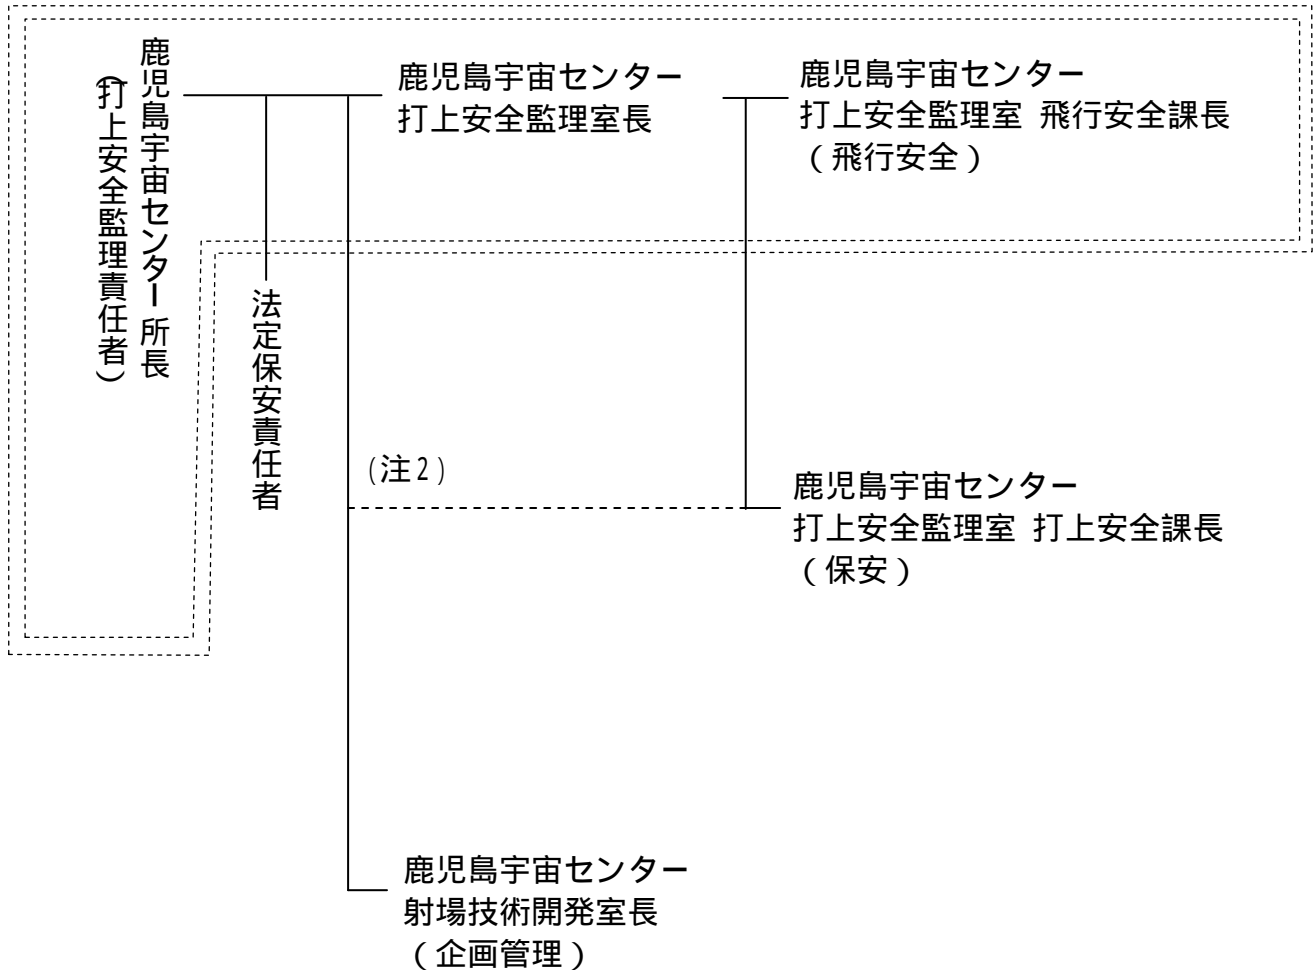 鹿児島宇宙センター 所長
(打上安全監理責任者)
鹿児島宇宙センター
打上安全監理室長
鹿児島宇宙センター
打上安全監理室 飛行安全課長
(飛行安全)
法定保安責任者
(注2)
鹿児島宇宙センター
打上安全監理室 打上安全課長
(保安)
鹿児島宇宙センター
射場技術開発室長
(企画管理)